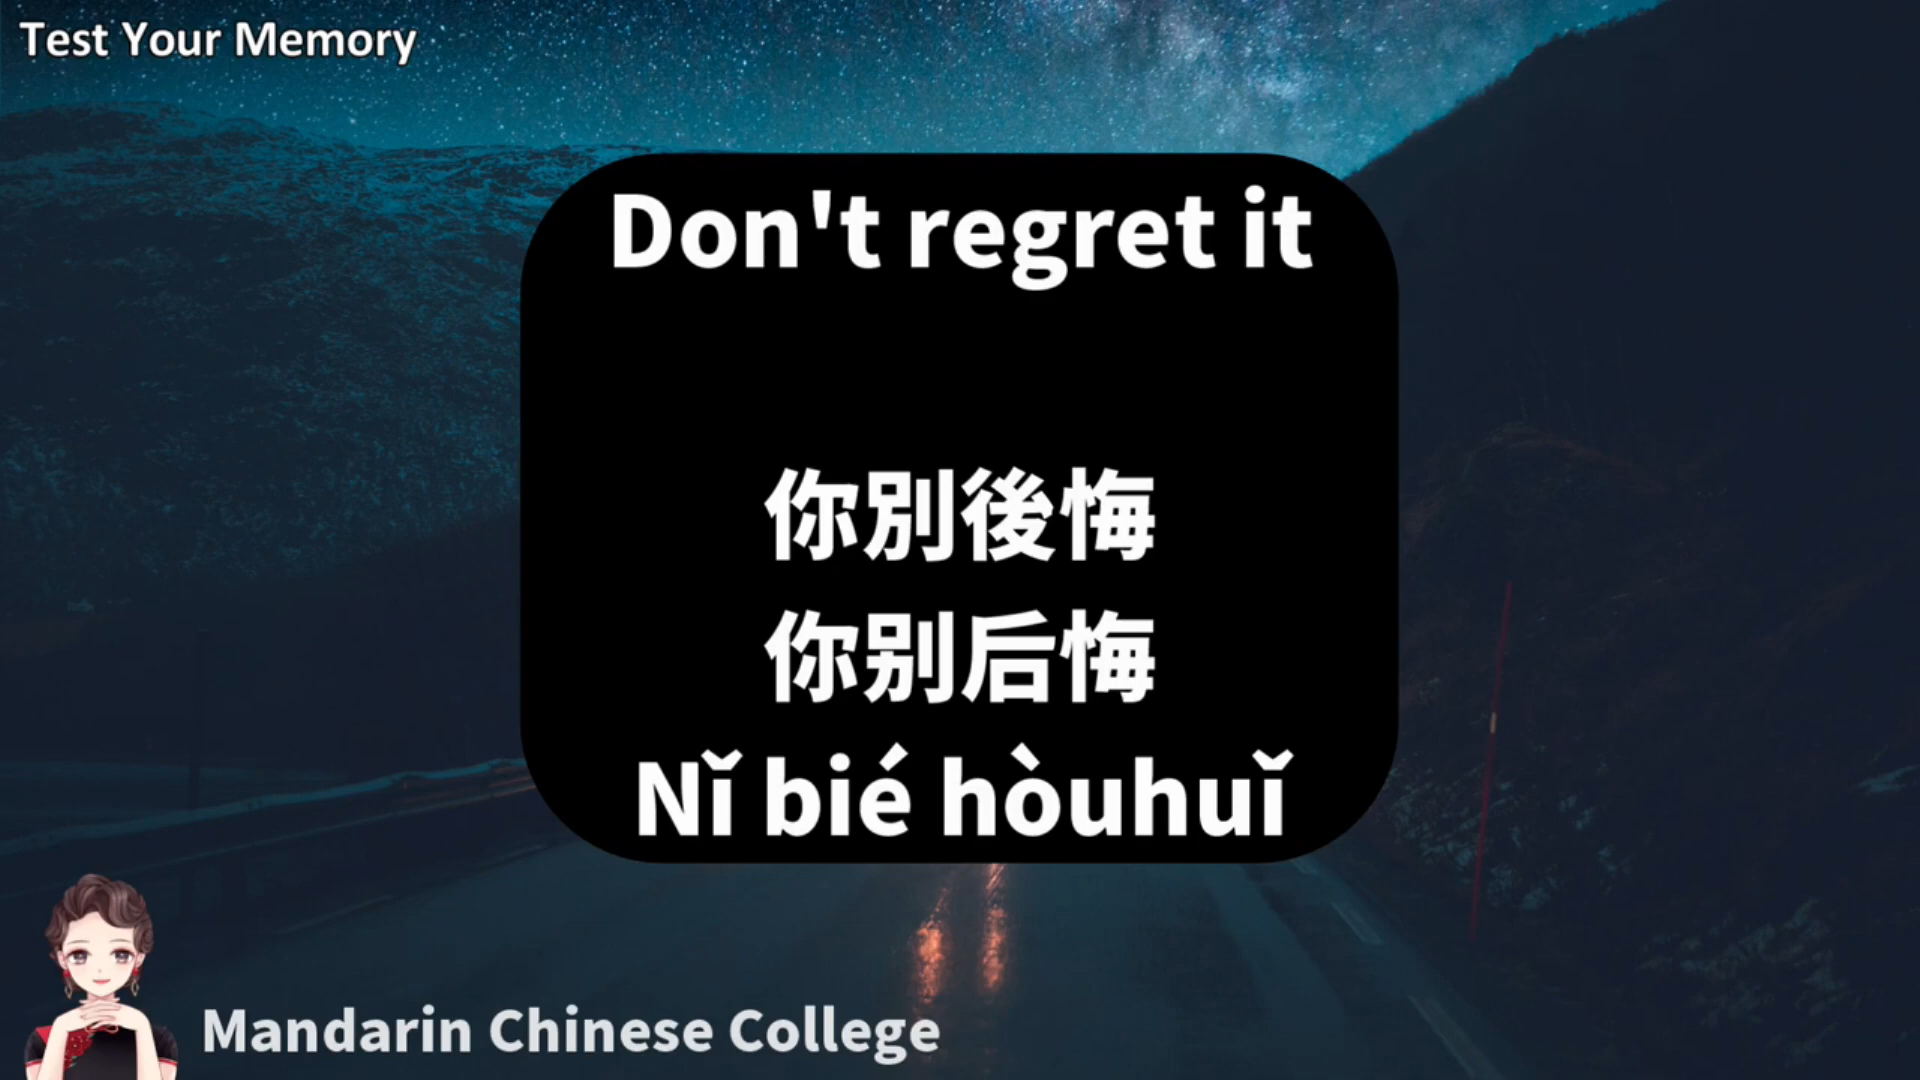 Test Your Memory
Don't regret it
你別後悔
你别后悔
Nǐ bié hòuhuǐ
Mandarin Chinese College